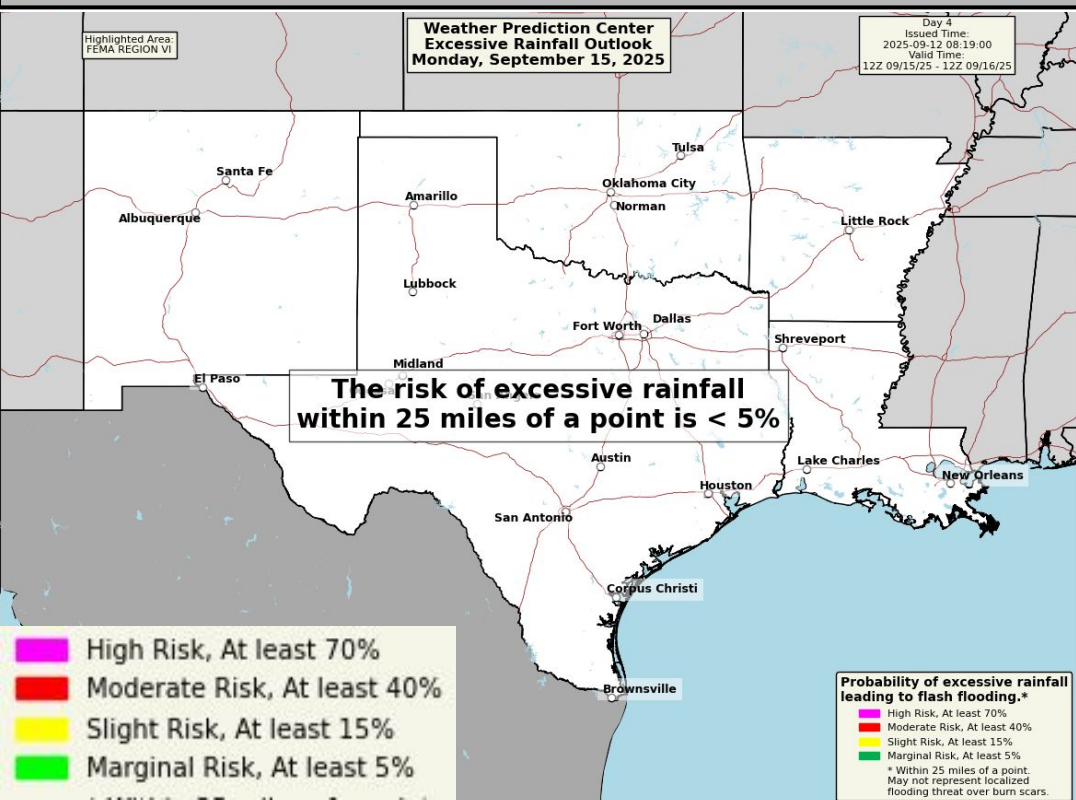 Highlighted Area:
FEMA REGION VI
Weather Prediction Center
Excessive Rainfall Outlook
Monday, September 15, 2025
Day 4
Issued Time:
2025-09-12 08:19:00
Valid Time:
12Z 09/15/25 - 12Z 09/16/25
Tulsa
Santa Fe
Oklahoma City
Amarillo
Norman
Albuquerque
Little Rock
Lubbock
Dallas
Fort Worth
Shreveport
Midland
El Paso
The risk of excessive rainfall
within 25 miles of a point is < 5%
Austin
Lake Charles
New Orleans
Houston
San Antonio
Corpus Christi
Brownsville
High Risk, At least 70%
Moderate Risk, At least 40%
Slight Risk, At least 15%
Marginal Risk, At least 5%
Probability of excessive rainfall
leading to flash flooding.*
High Risk, At least 70%
Moderate Risk, At least 40%
Slight Risk, At least 15%
Marginal Risk, At least 5%
* Within 25 miles of a point.
May not represent localized
flooding threat over burn scars.